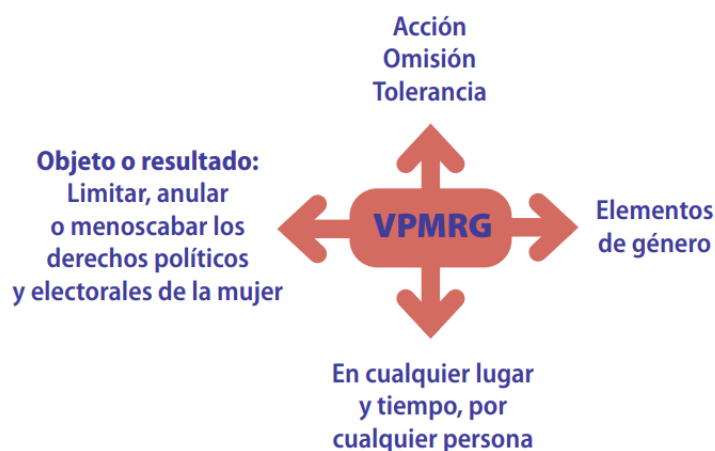 Acción
Omisión
Tolerancia
Objeto o resultado:
Limitar, anular
o menoscabar los
derechos políticos
y electorales de la mujer
VPMRG
Elementos
de género
En cualquier lugar
y tiempo, por
cualquier persona